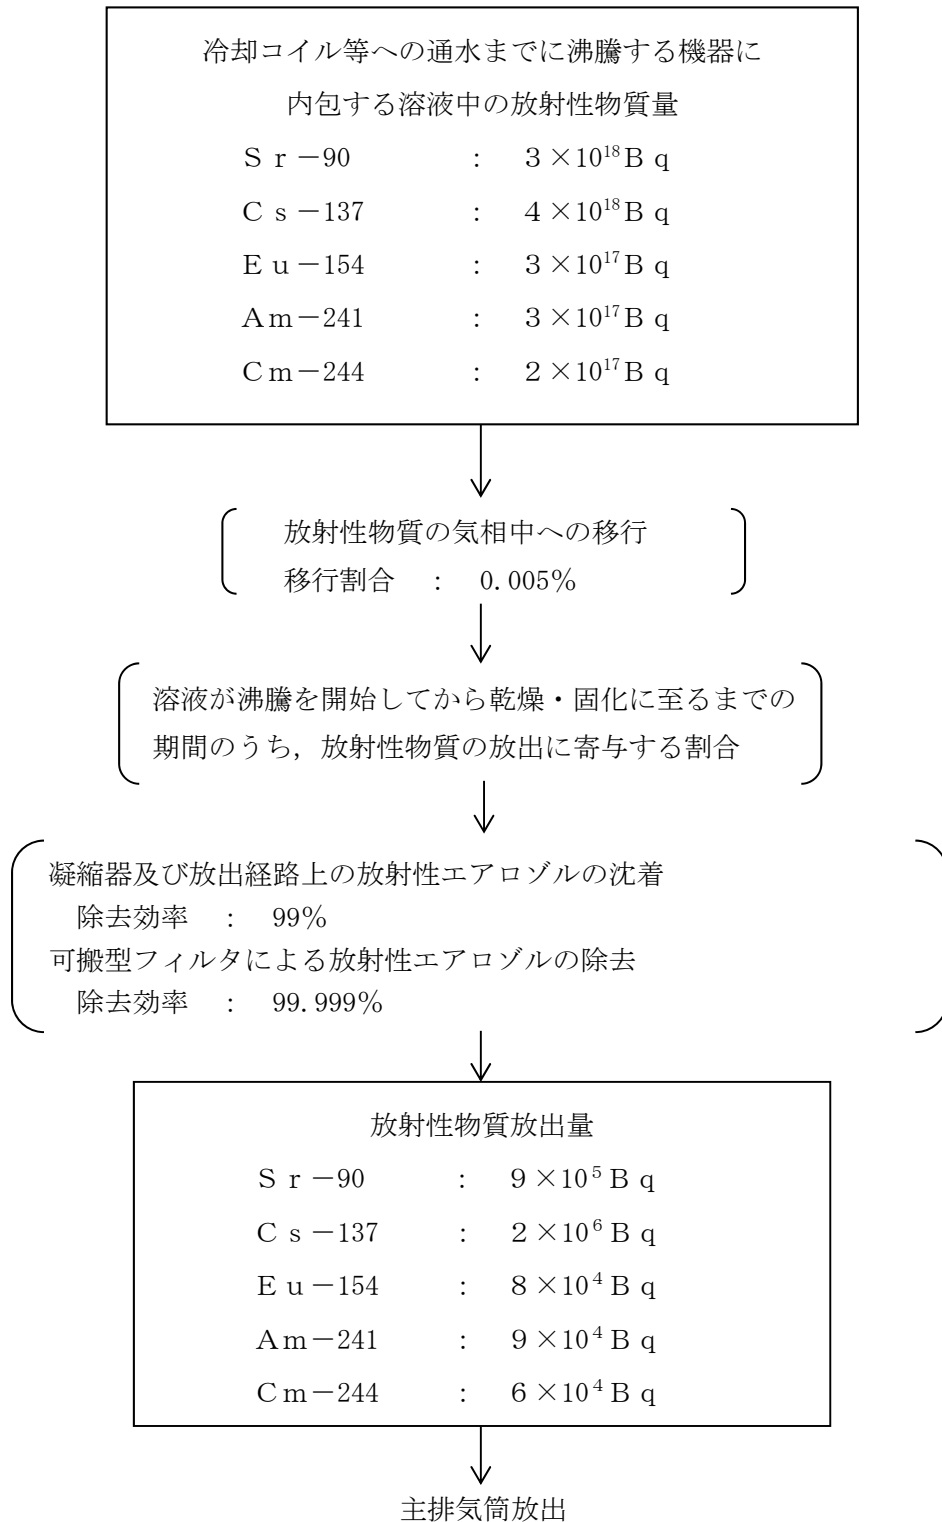 冷却コイル等への通水までに沸騰する機器に
内包する溶液中の放射性物質量
Ｓｒ－90 : ３×10¹⁸Ｂｑ
Ｃｓ－137 : ４×10¹⁸Ｂｑ
Ｅｕ－154 : ３×10¹⁷Ｂｑ
Ａｍ－241 : ３×10¹⁷Ｂｑ
Ｃｍ－244 : ２×10¹⁷Ｂｑ
放射性物質の気相中への移行
移行割合 : 0.005％
溶液が沸騰を開始してから乾燥・固化に至るまでの
期間のうち，放射性物質の放出に寄与する割合
凝縮器及び放出経路上の放射性エアロゾルの沈着
除去効率 : 99％
可搬型フィルタによる放射性エアロゾルの除去
除去効率 : 99.999％
放射性物質放出量
Ｓｒ－90 : ９×10⁵Ｂｑ
Ｃｓ－137 : ２×10⁶Ｂｑ
Ｅｕ－154 : ８×10⁴Ｂｑ
Ａｍ－241 : ９×10⁴Ｂｑ
Ｃｍ－244 : ６×10⁴Ｂｑ
主排気筒放出